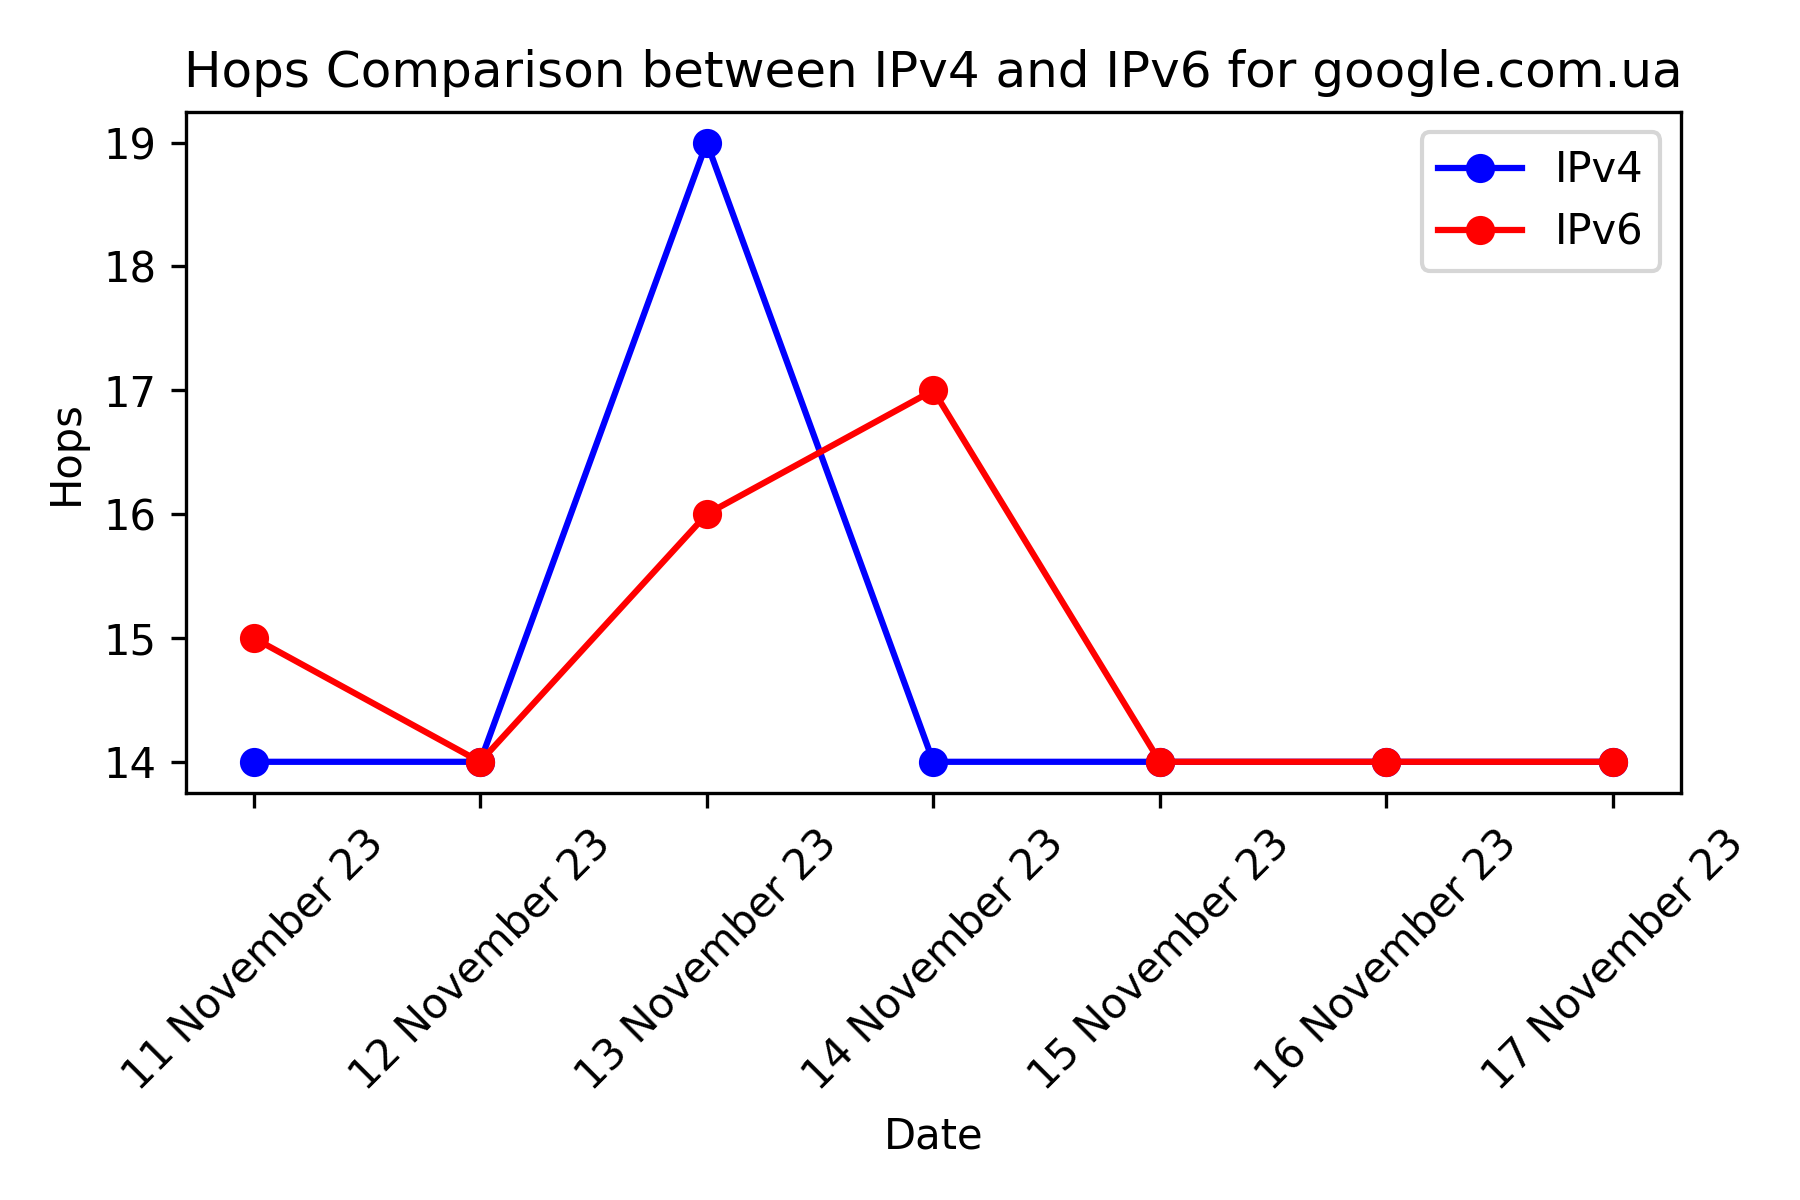 Hops Comparison between IPv4 and IPv6 for google.com.ua
19
18
17
16
15
14
Hops
IPv4
IPv6
11 November 23
12 November 23
13 November 23
14 November 23
15 November 23
16 November 23
17 November 23
Date